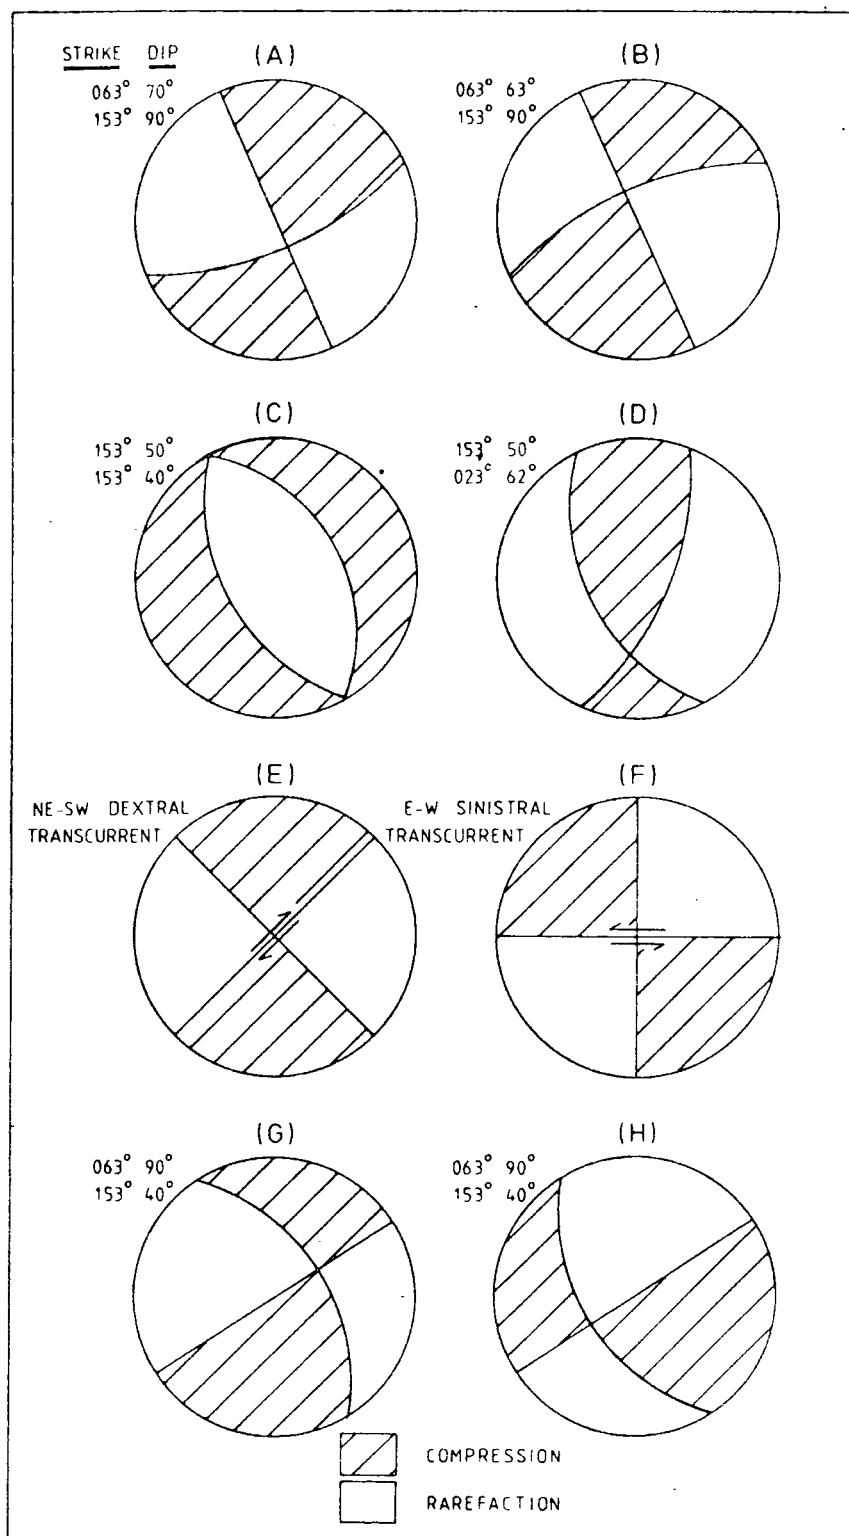 STRIKE DIP
(A)
063° 70°
153° 90°
(B)
063° 63°
153° 90°
(C)
153° 50°
153° 40°
(D)
153° 50°
023° 62°
(E)
NE-SW DEXTRAL
TRANSCURRENT
(F)
E-W SINISTRAL
TRANSCURRENT
(G)
063° 90°
153° 40°
(H)
063° 90°
153° 40°
COMPRESSION
RAREFACTION